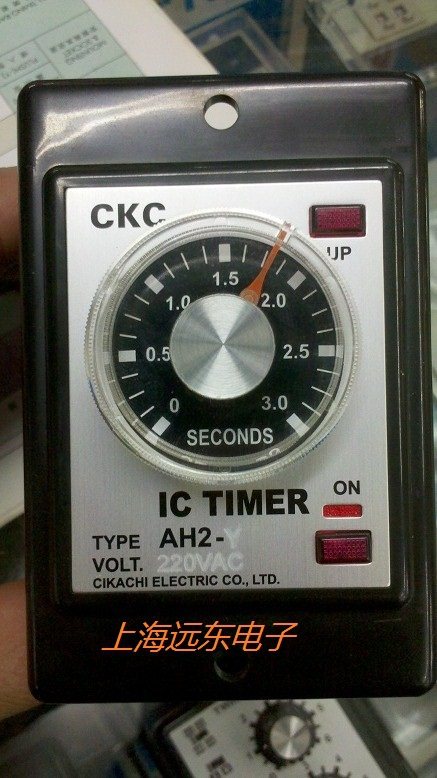 CKC
UP
0
0.5
1.0
1.5
2.0
2.5
3.0
SECONDS
IC TIMER
ON
TYPE AH2-Y
VOLT. 220VAC
CIKACHI ELECTRIC CO., LTD.
上海远东电子